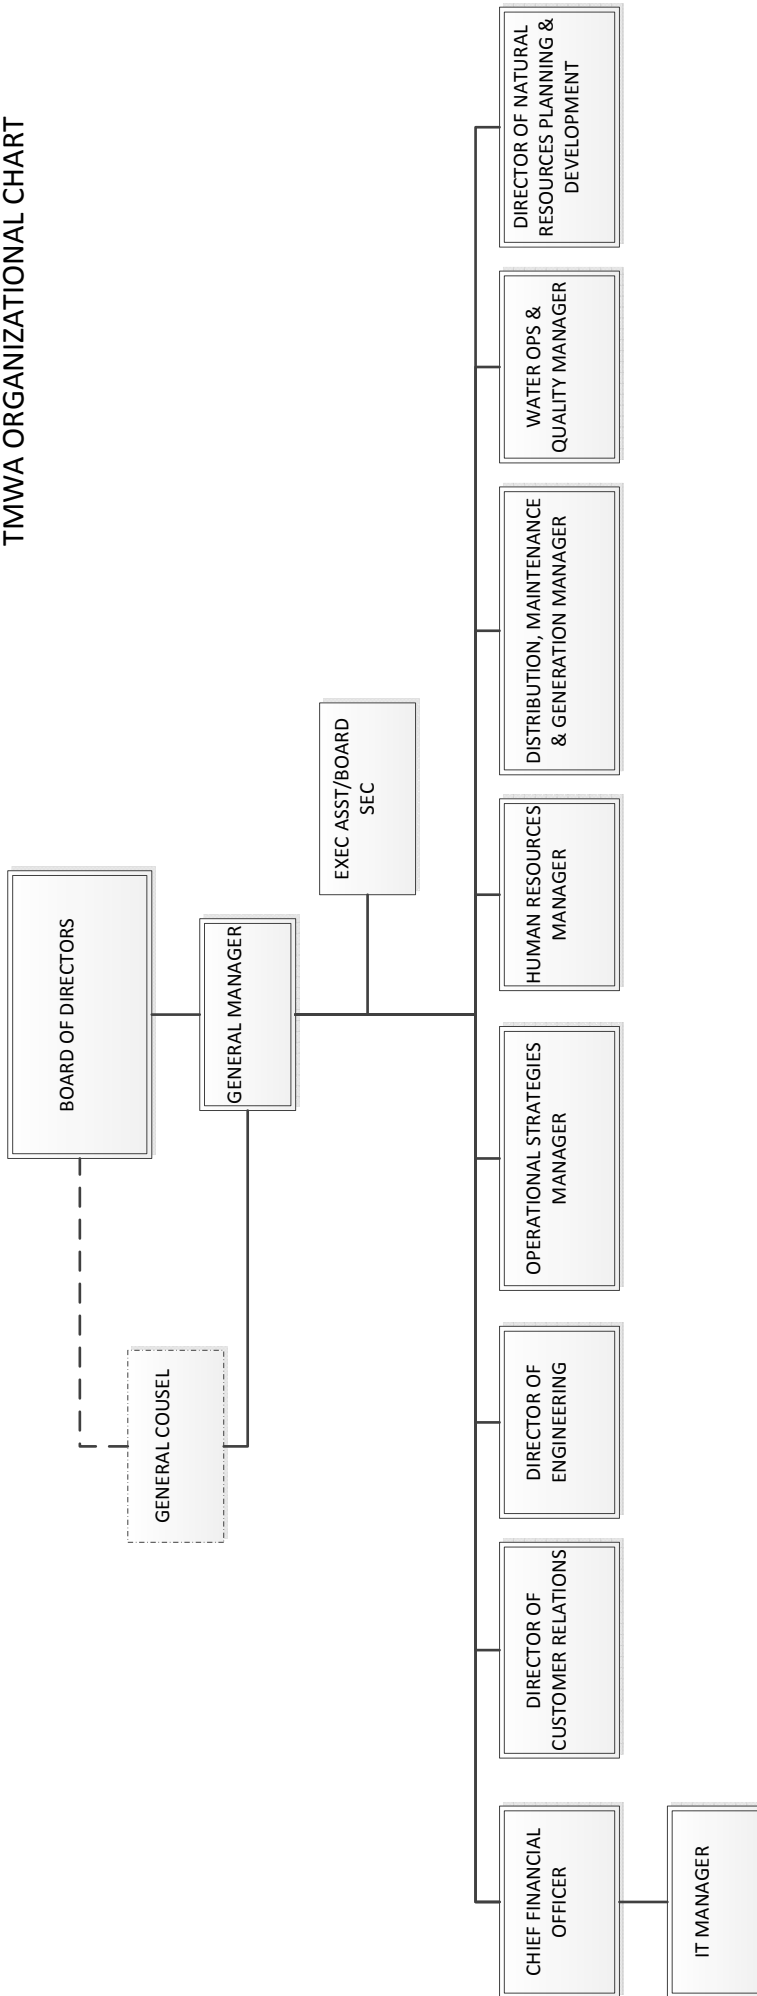 TMWA ORGANIZATIONAL CHART
BOARD OF DIRECTORS
GENERAL COUSEL
GENERAL MANAGER
EXEC ASST/BOARD
SEC
CHIEF FINANCIAL
OFFICER
DIRECTOR OF
CUSTOMER RELATIONS
DIRECTOR OF
ENGINEERING
OPERATIONAL STRATEGIES
MANAGER
HUMAN RESOURCES
MANAGER
DISTRIBUTION, MAINTENANCE
& GENERATION MANAGER
WATER OPS &
QUALITY MANAGER
DIRECTOR OF NATURAL
RESOURCES PLANNING &
DEVELOPMENT
IT MANAGER